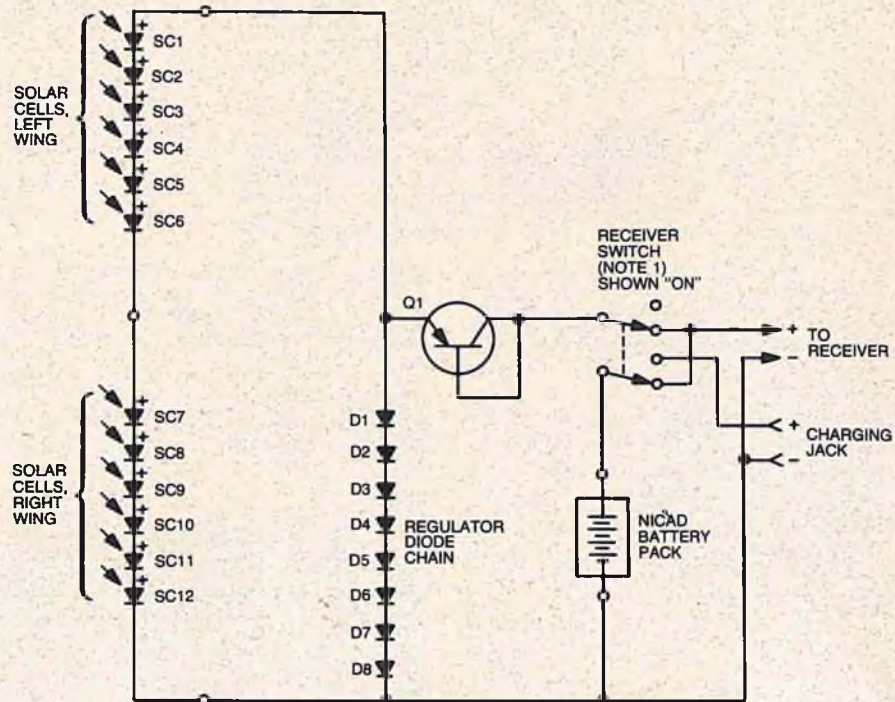 SOLAR
CELLS,
LEFT
WING
+ SC1
+ SC2
+ SC3
+ SC4
+ SC5
+ SC6
SOLAR
CELLS,
RIGHT
WING
+ SC7
+ SC8
+ SC9
+ SC10
+ SC11
+ SC12
D1
D2
D3
D4
D5
D6
D7
D8
REGULATOR
DIODE
CHAIN
Q1
RECEIVER
SWITCH
(NOTE 1)
SHOWN "ON"
+ TO
− RECEIVER
+ CHARGING
− JACK
NICAD
BATTERY
PACK